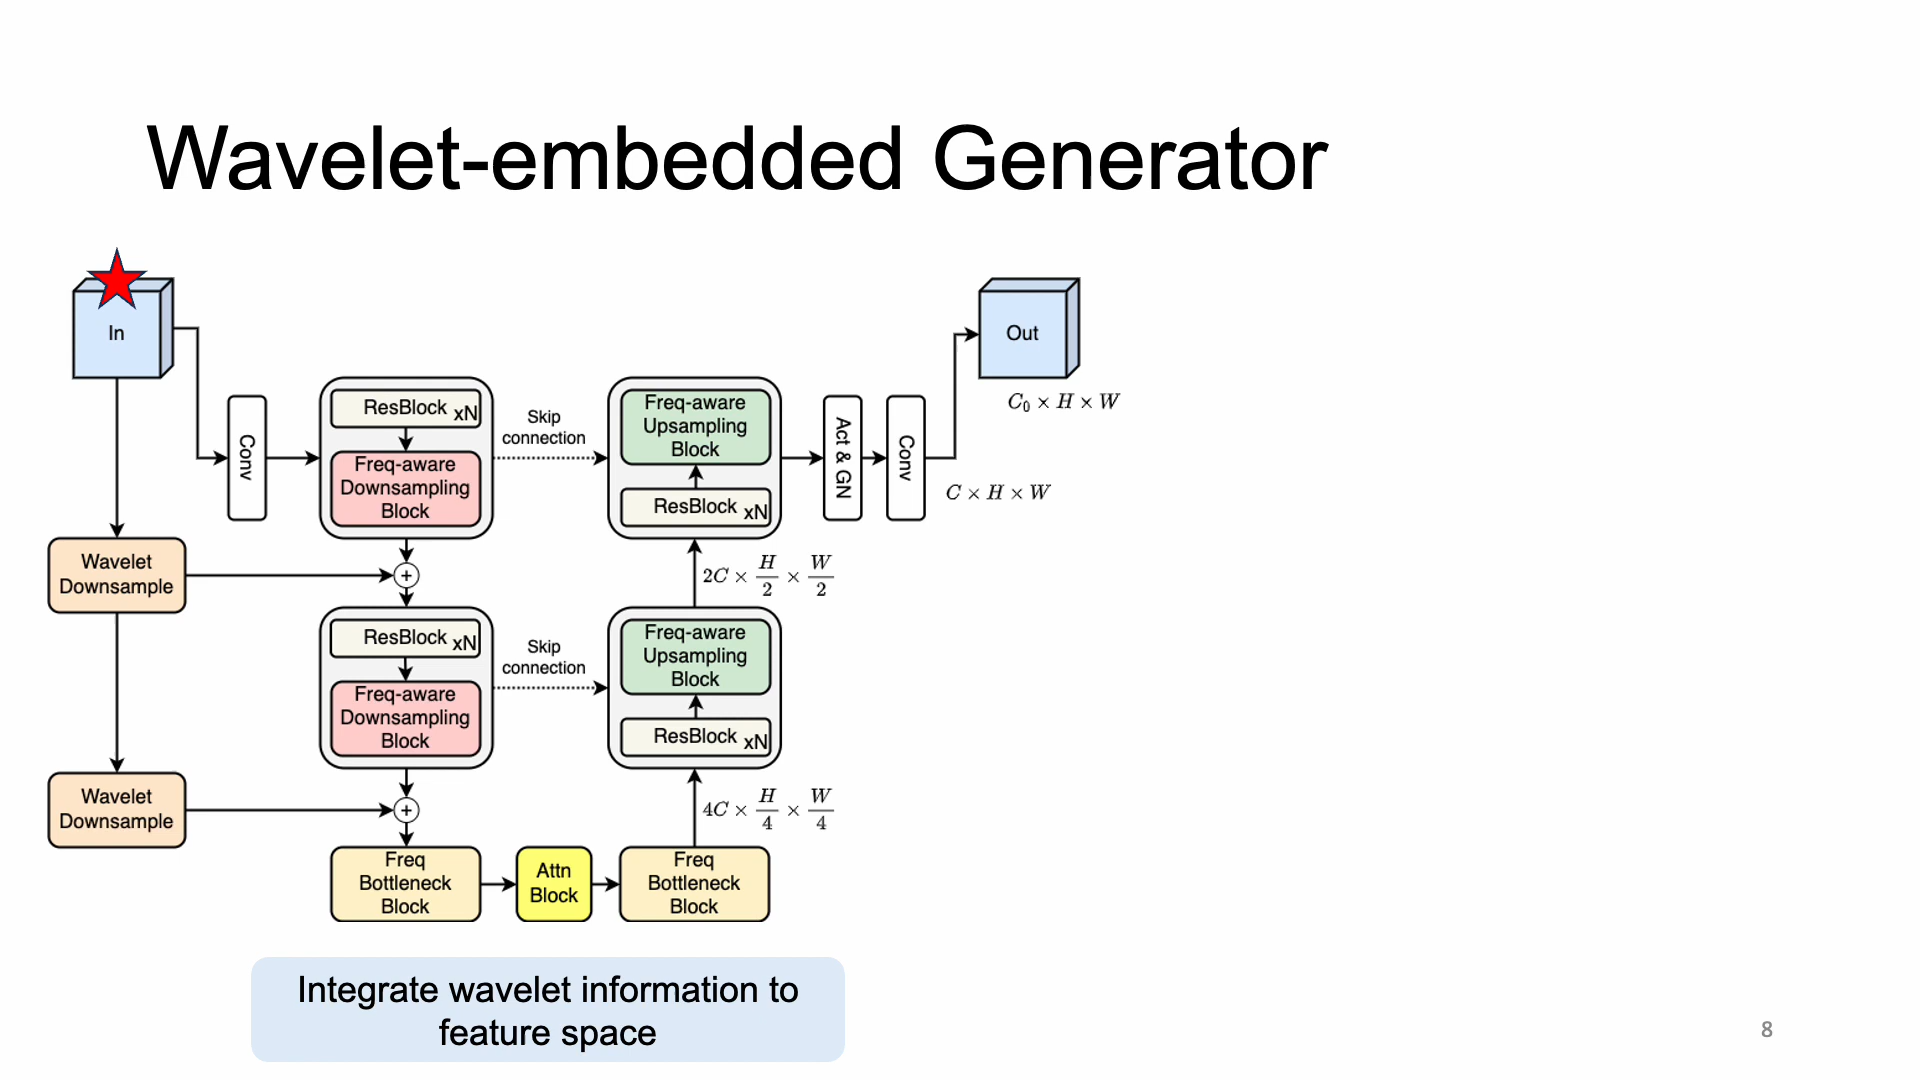 Wavelet-embedded Generator
In
Out
C₀ × H × W
Conv
ResBlock xN
Freq-aware
Downsampling
Block
Skip
connection
Freq-aware
Upsampling
Block
ResBlock xN
Act & GN
Conv
C × H × W
Wavelet
Downsample
+
2C × H/2 × W/2
ResBlock xN
Freq-aware
Downsampling
Block
Skip
connection
Freq-aware
Upsampling
Block
ResBlock xN
Wavelet
Downsample
+
4C × H/4 × W/4
Freq
Bottleneck
Block
Attn
Block
Freq
Bottleneck
Block
Integrate wavelet information to
feature space
8